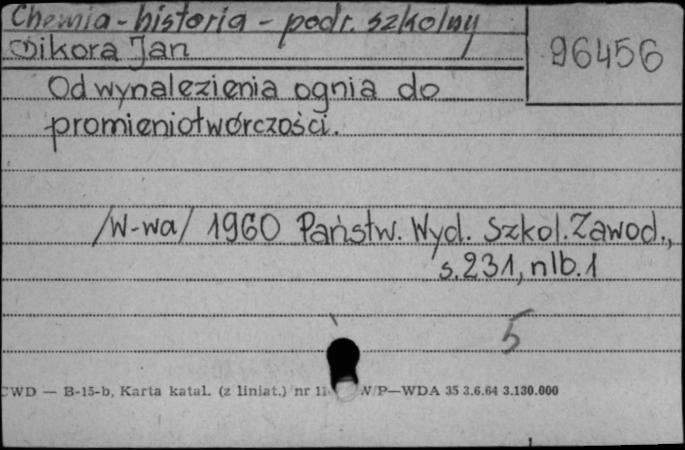 Chemia - historia - podr. szkolny
Sikora Jan
96456
Od wynalezienia ognia do
promieniotwórczości.
/W-wa/ 1960 Państw. Wyd. Szkol. Zawod.,
s. 231, nlb. 1
5
CWD — B-15-b, Karta katal. (z liniat.) nr 11- W/P—WDA 35 3.6.64 3.130.000